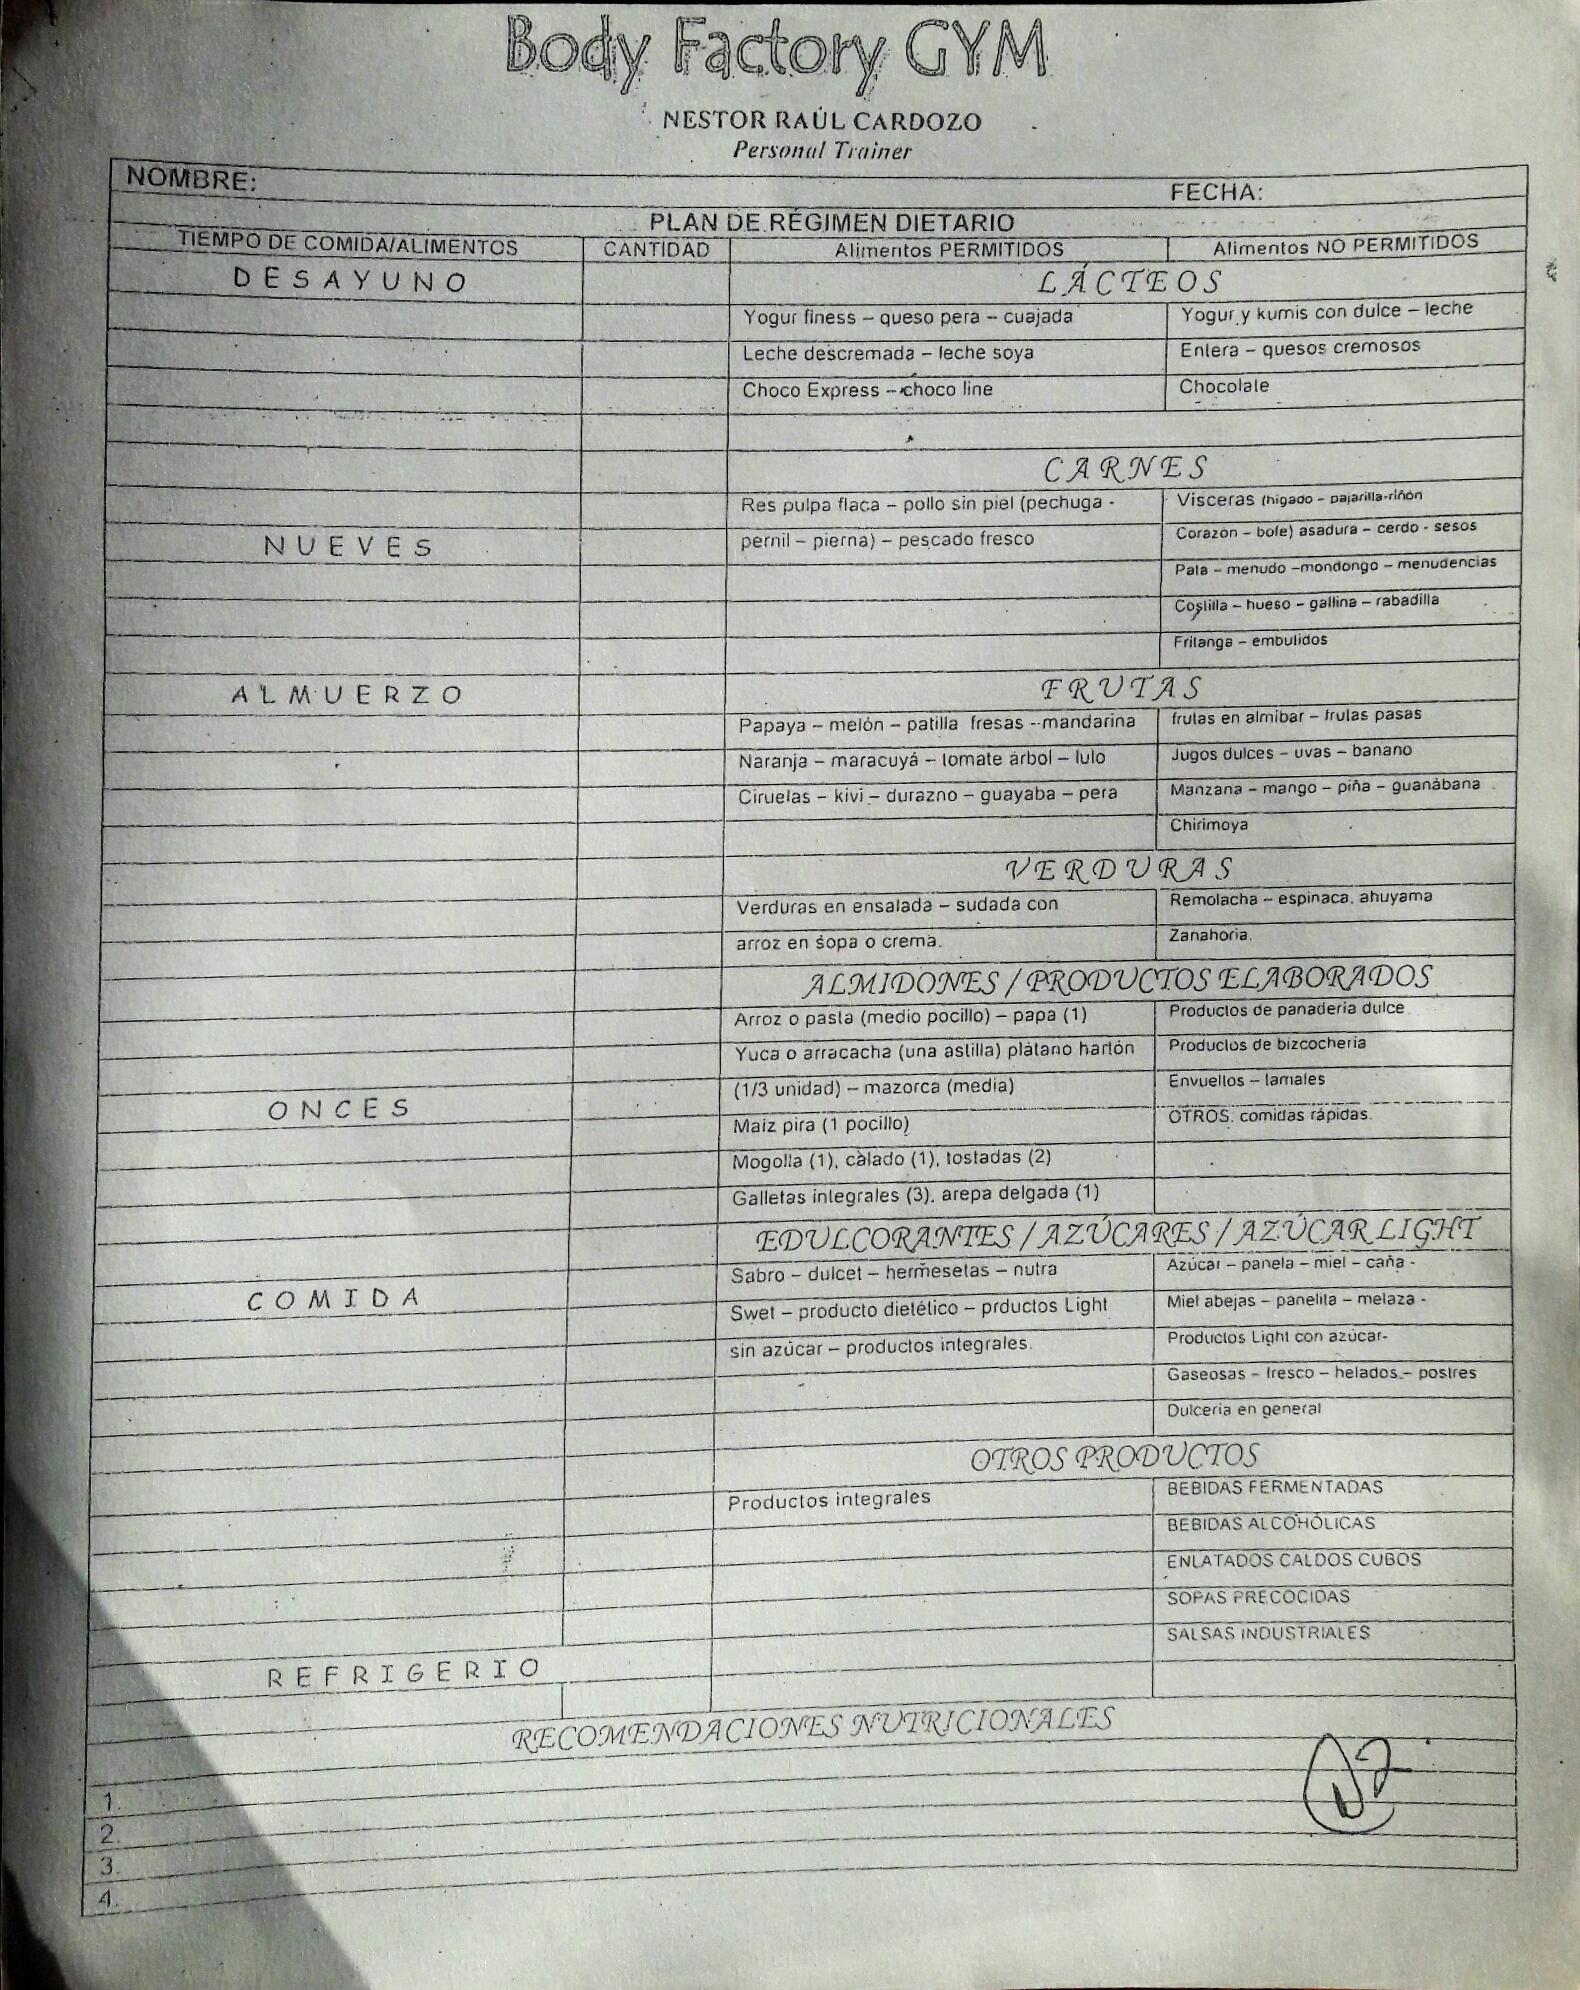 Body Factory GYM
NESTOR RAÚL CARDOZO
Personal Trainer
NOMBRE: FECHA:
PLAN DE RÉGIMEN DIETARIO
TIEMPO DE COMIDA/ALIMENTOS CANTIDAD Alimentos PERMITIDOS Alimentos NO PERMITIDOS
DESAYUNO LÁCTEOS
Yogur finess – queso pera – cuajada Yogur y kumis con dulce – leche
Leche descremada – leche soya Entera – quesos cremosos
Choco Express – choco line Chocolate
CARNES
Res pulpa flaca – pollo sin piel (pechuga - Visceras (higado – pajarilla-riñón
NUEVES pernil – pierna) – pescado fresco Corazón – bofe) asadura – cerdo - sesos
Pata – menudo –mondongo – menudencias
Costilla – hueso – gallina – rabadilla
Fritanga – embutidos
ALMUERZO FRUTAS
Papaya – melón – patilla fresas - mandarina frutas en almibar – frutas pasas
Naranja – maracuyá – tomate árbol – lulo Jugos dulces – uvas – banano
Ciruelas – kivi – durazno – guayaba – pera Manzana – mango – piña – guanábana
Chirimoya
VERDURAS
Verduras en ensalada – sudada con Remolacha – espinaca, ahuyama
arroz en sopa o crema. Zanahoria.
ALMIDONES / PRODUCTOS ELABORADOS
Arroz o pasta (medio pocillo) – papa (1) Productos de panadería dulce
Yuca o arracacha (una astilla) plátano hartón Productos de bizcochería
(1/3 unidad) – mazorca (media) Envueltos – tamales
ONCES Maiz pira (1 pocillo) OTROS, comidas rápidas.
Mogolla (1), calado (1), tostadas (2)
Galletas integrales (3). arepa delgada (1)
EDULCORANTES / AZÚCARES / AZÚCAR LIGHT
Sabro – dulcet – hermesetas – nutra Azúcar – panela – miel – caña -
COMIDA Swet – producto dietético – prductos Light Miel abejas – panelita – melaza -
sin azúcar – productos integrales. Productos Light con azúcar-
Gaseosas – fresco – helados – postres
Dulceria en general
OTROS PRODUCTOS
Productos integrales BEBIDAS FERMENTADAS
BEBIDAS ALCOHÓLICAS
ENLATADOS CALDOS CUBOS
SOPAS PRECOCIDAS
SALSAS INDUSTRIALES
REFRIGERIO
RECOMENDACIONES NUTRICIONALES
1.
2.
3.
4.